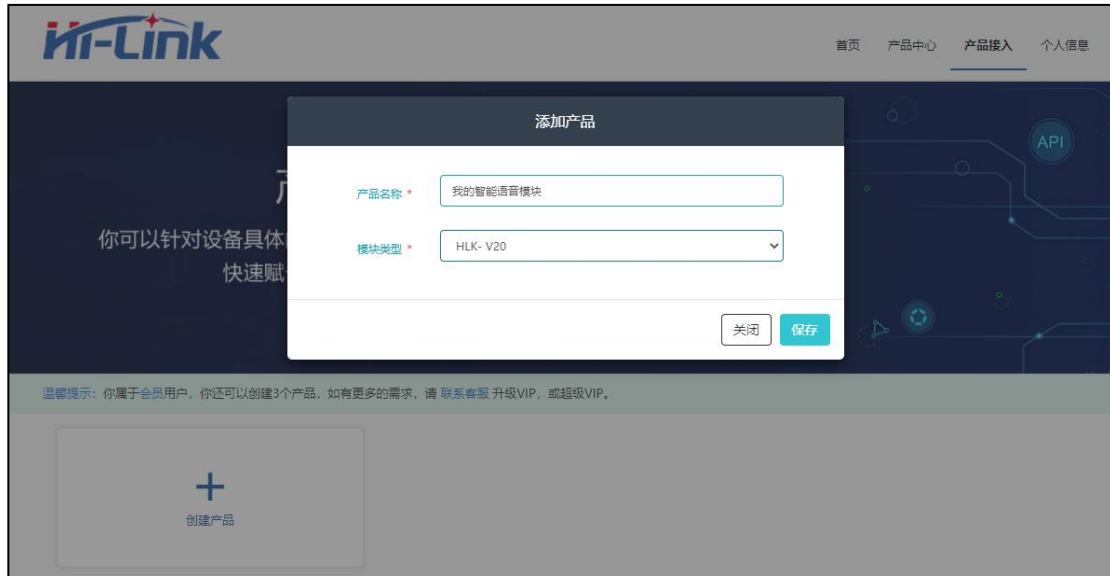 Hi-Link
首页 产品中心 产品接入 个人信息
添加产品
API
产品名称 *
我的智能语音模块
你可以针对设备具体
模块类型 *
HLK- V20
快速赋
关闭 保存
温馨提示：你属于会员用户，你还可以创建3个产品，如有更多的需求，请 联系客服 升级VIP，或超级VIP。
+
创建产品